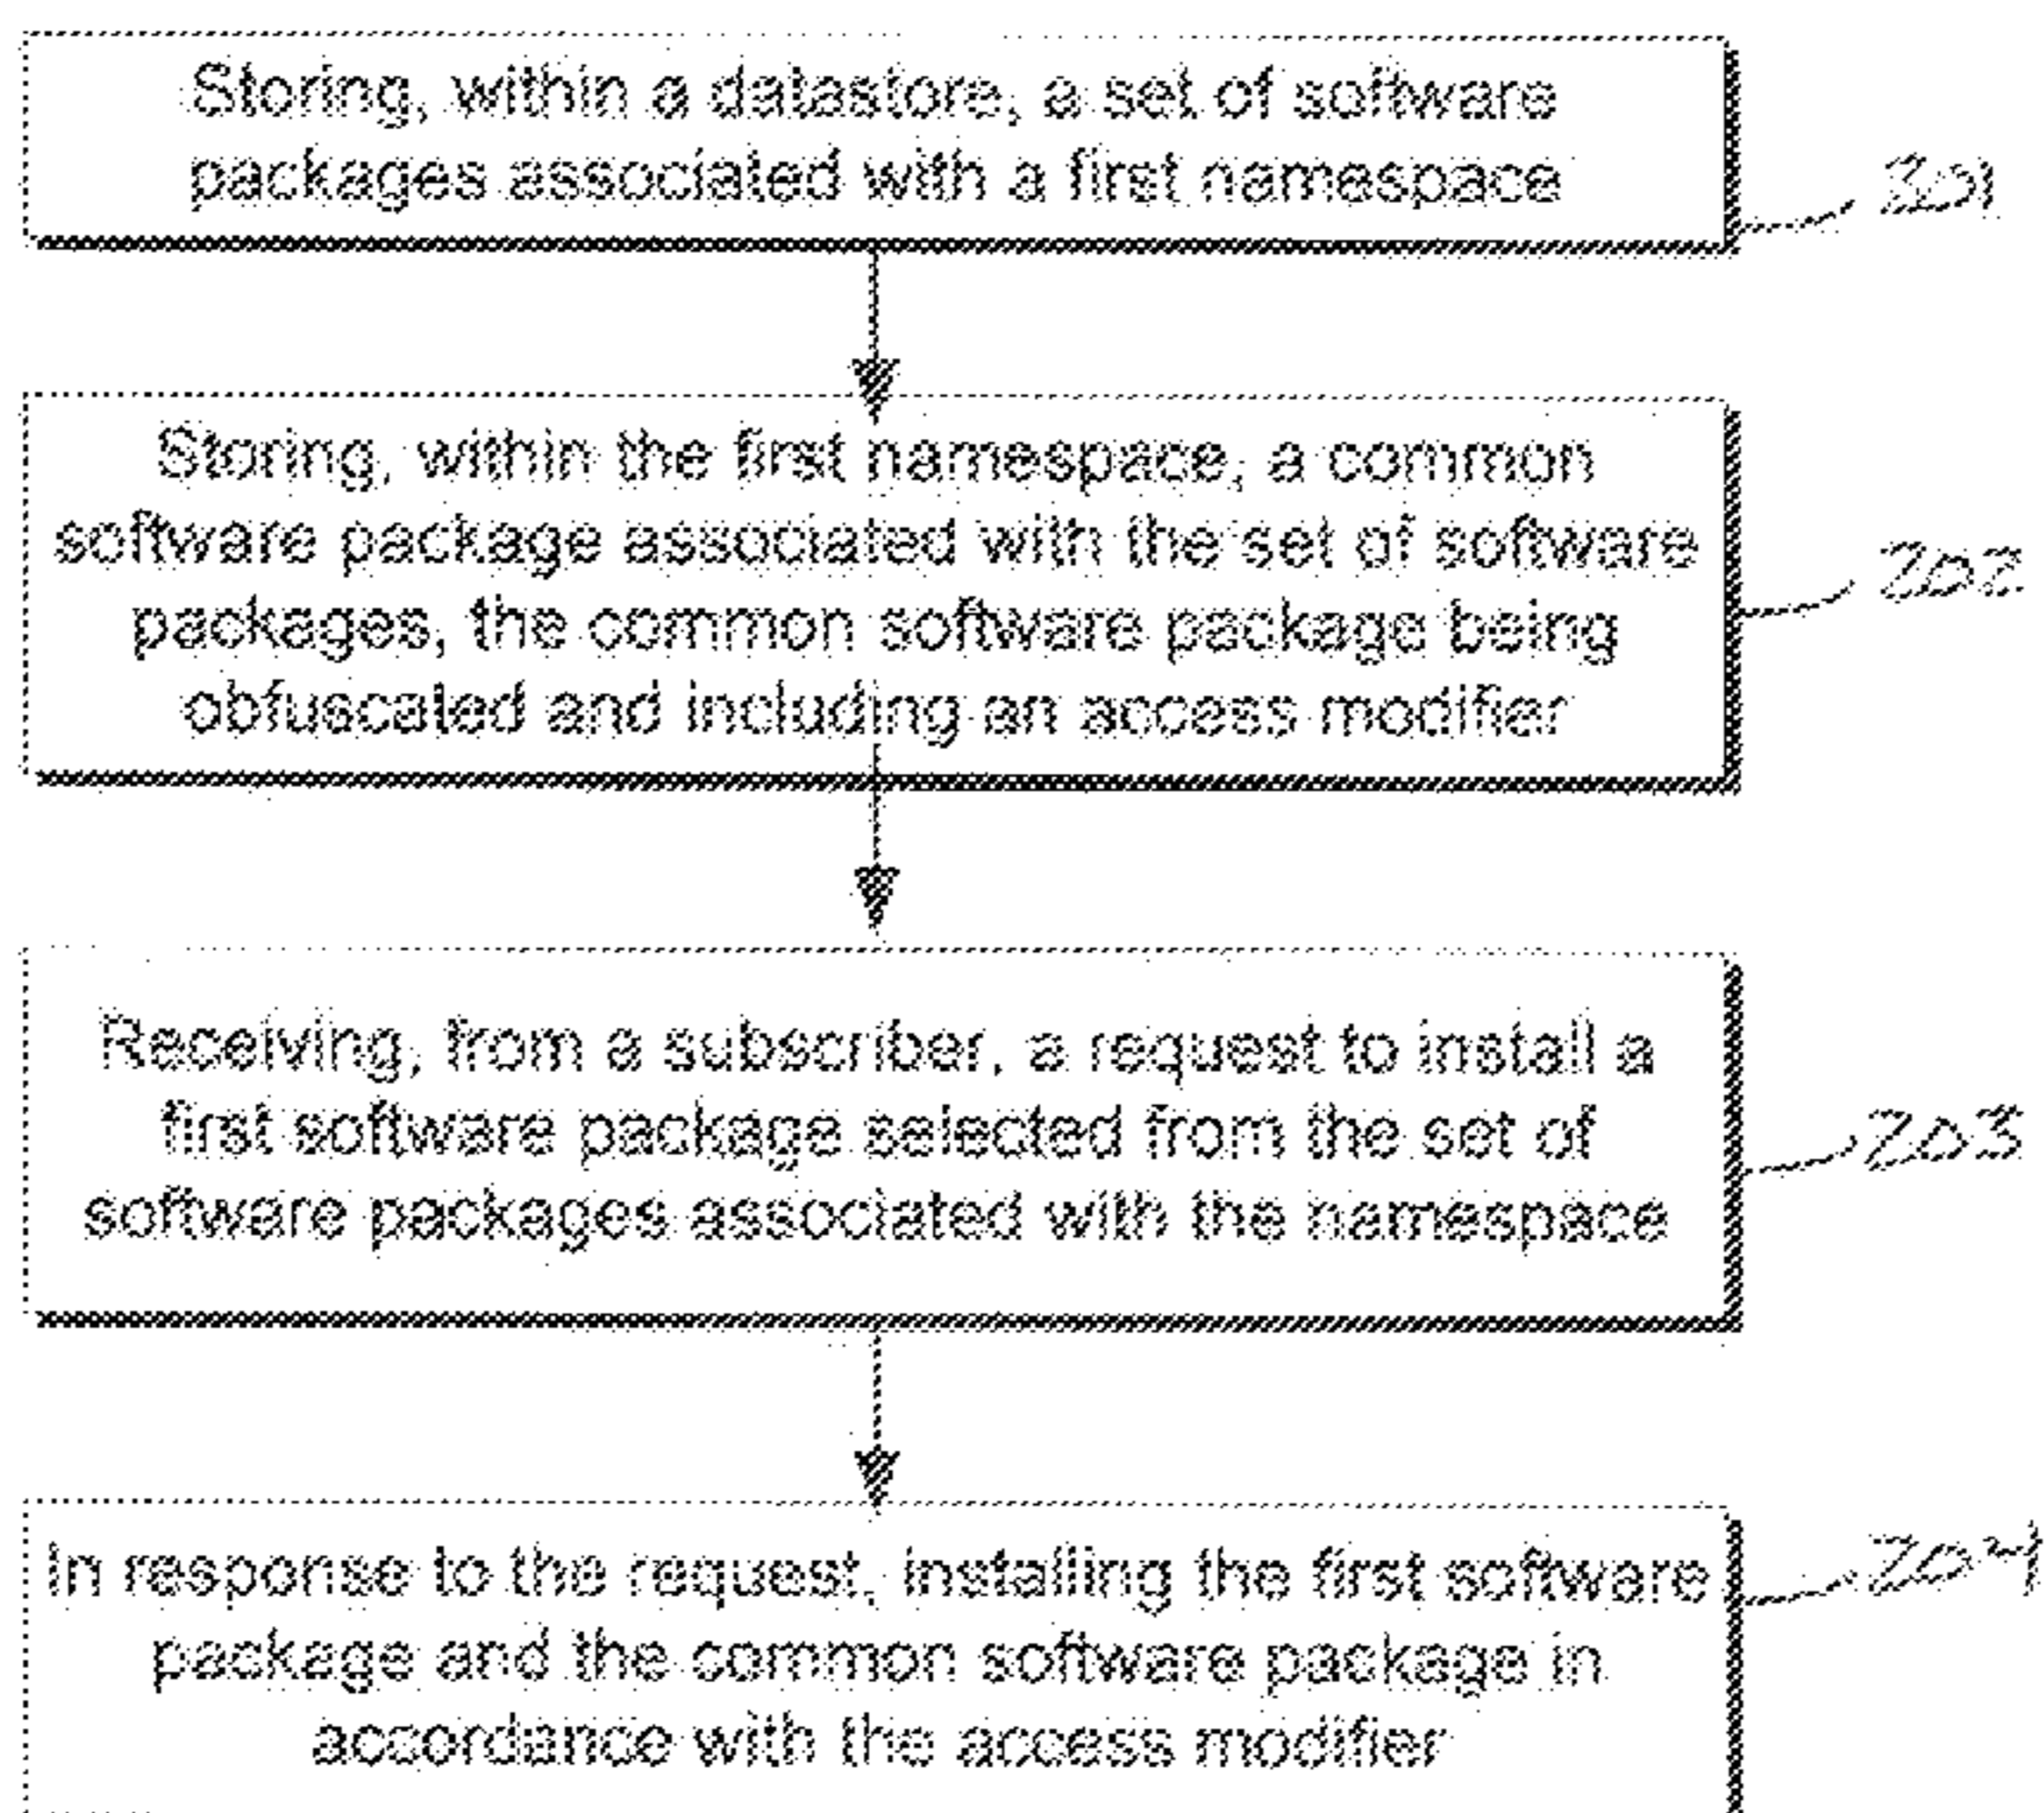 Storing, within a datastore, a set of software
packages associated with a first namespace
201
Storing, within the first namespace, a common
software package associated with the set of software
packages, the common software package being
obfuscated and including an access modifier
202
Receiving, from a subscriber, a request to install a
first software package selected from the set of
software packages associated with the namespace
203
In response to the request, installing the first software
package and the common software package in
accordance with the access modifier
204